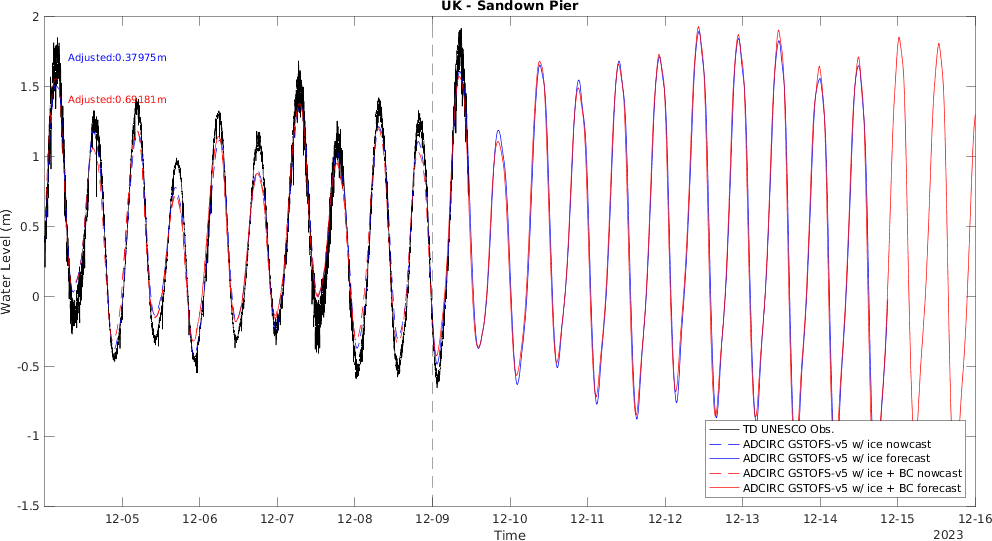 UK - Sandown Pier
2
1.5
1
0.5
0
-0.5
-1
-1.5
Water Level (m)
Adjusted:0.37975m
Adjusted:0.69181m
TD UNESCO Obs.
ADCIRC GSTOFS-v5 w/ ice nowcast
ADCIRC GSTOFS-v5 w/ ice forecast
ADCIRC GSTOFS-v5 w/ ice + BC nowcast
ADCIRC GSTOFS-v5 w/ ice + BC forecast
12-05 12-06 12-07 12-08 12-09 12-10 12-11 12-12 12-13 12-14 12-15 12-16
Time
2023